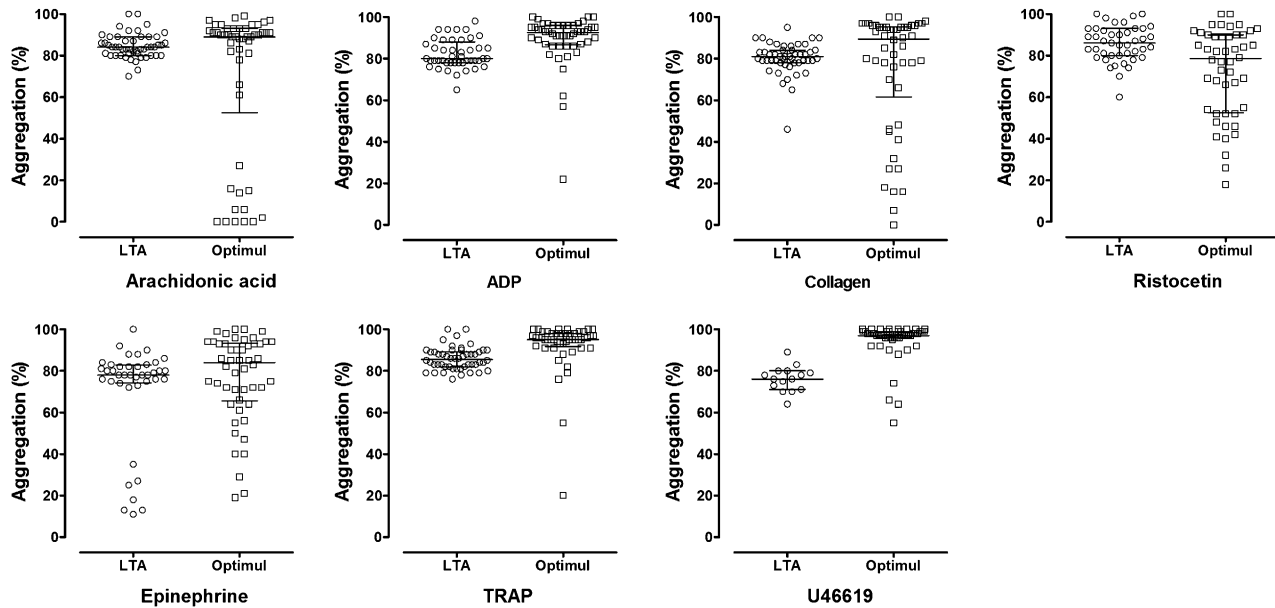 Aggregation (%)
100
80
60
40
20
0
LTA Optimul
Arachidonic acid
Aggregation (%)
100
80
60
40
20
0
LTA Optimul
ADP
Aggregation (%)
100
80
60
40
20
0
LTA Optimul
Collagen
Aggregation (%)
100
80
60
40
20
0
LTA Optimul
Ristocetin
Aggregation (%)
100
80
60
40
20
0
LTA Optimul
Epinephrine
Aggregation (%)
100
80
60
40
20
0
LTA Optimul
TRAP
Aggregation (%)
100
80
60
40
20
0
LTA Optimul
U46619